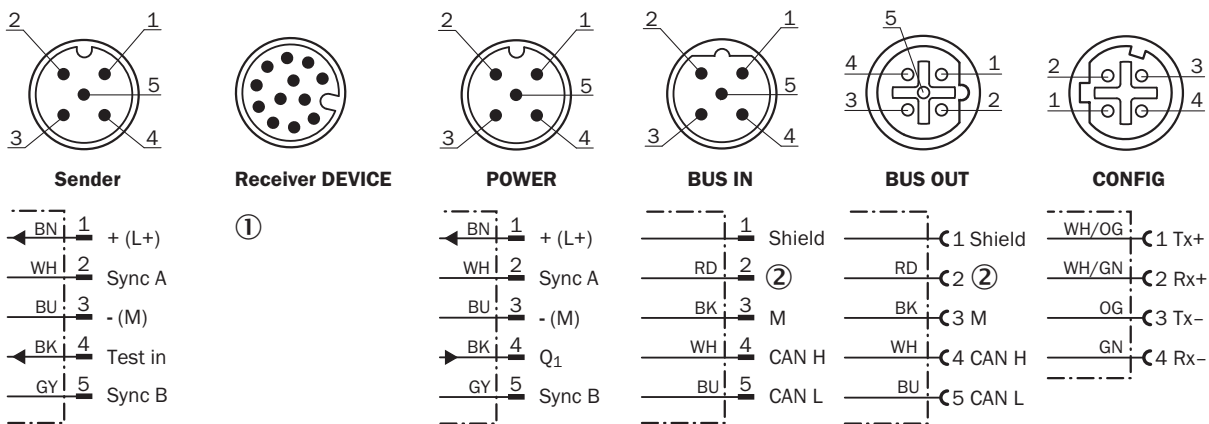 2 1
5
3 4
Sender
BN 1 + (L+)
WH 2 Sync A
BU 3 - (M)
BK 4 Test in
GY 5 Sync B
Receiver DEVICE
①
2 1
5
3 4
POWER
BN 1 + (L+)
WH 2 Sync A
BU 3 - (M)
BK 4 Q₁
GY 5 Sync B
2 1
5
3 4
BUS IN
1 Shield
RD 2 ②
BK 3 M
WH 4 CAN H
BU 5 CAN L
5
4 1
3 2
BUS OUT
1 Shield
RD 2 ②
BK 3 M
WH 4 CAN H
BU 5 CAN L
2 3
1 4
CONFIG
WH/OG 1 Tx+
WH/GN 2 Rx+
OG 3 Tx–
GN 4 Rx–